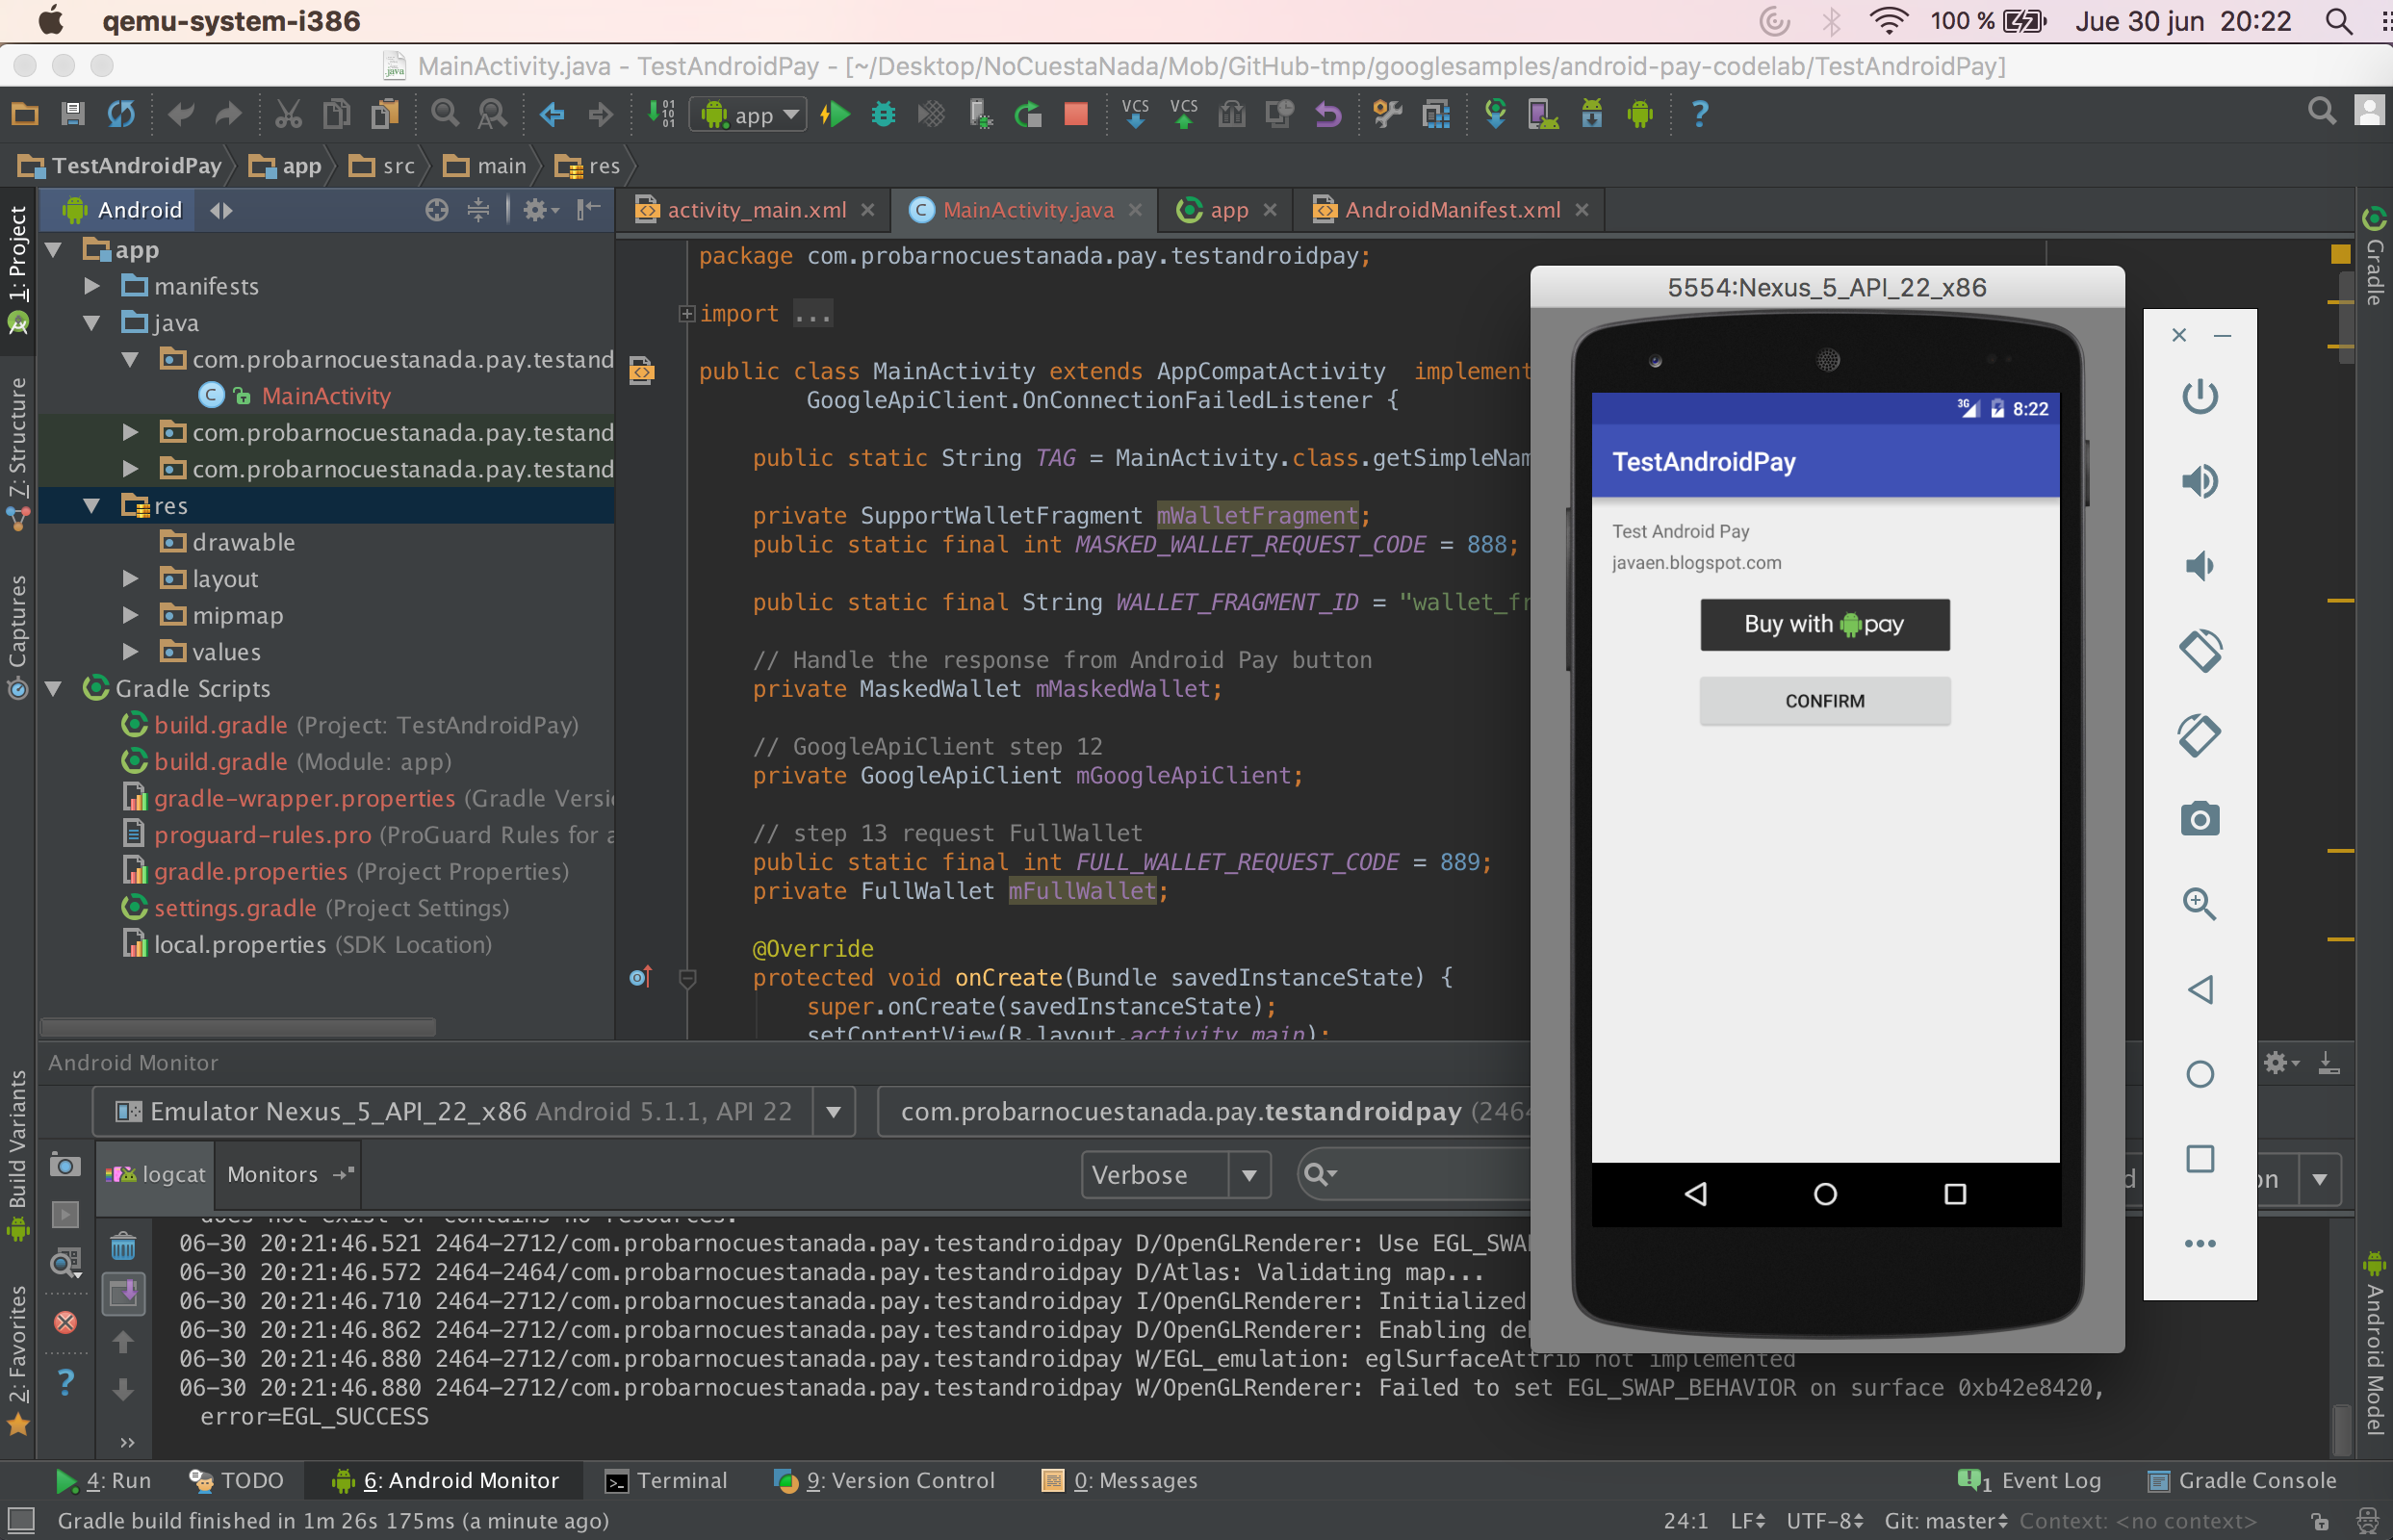 qemu-system-i386
100 %
Jue 30 jun 20:22
MainActivity.java - TestAndroidPay - [~/Desktop/NoCuestaNada/Mob/GitHub-tmp/googlesamples/android-pay-codelab/TestAndroidPay]
app
VCS
VCS
TestAndroidPay
app
src
main
res
1: Project
Z: Structure
Captures
Build Variants
2: Favorites
Android
app
manifests
java
com.probarnocuestanada.pay.testand
MainActivity
com.probarnocuestanada.pay.testand
com.probarnocuestanada.pay.testand
res
drawable
layout
mipmap
values
Gradle Scripts
build.gradle (Project: TestAndroidPay)
build.gradle (Module: app)
gradle-wrapper.properties (Gradle Versi
proguard-rules.pro (ProGuard Rules for a
gradle.properties (Project Properties)
settings.gradle (Project Settings)
local.properties (SDK Location)
activity_main.xml
MainActivity.java
app
AndroidManifest.xml
package com.probarnocuestanada.pay.testandroidpay;
import ...
public class MainActivity extends AppCompatActivity implement
GoogleApiClient.OnConnectionFailedListener {
public static String TAG = MainActivity.class.getSimpleNam
private SupportWalletFragment mWalletFragment;
public static final int MASKED_WALLET_REQUEST_CODE = 888;
public static final String WALLET_FRAGMENT_ID = "wallet_fr
// Handle the response from Android Pay button
private MaskedWallet mMaskedWallet;
// GoogleApiClient step 12
private GoogleApiClient mGoogleApiClient;
// step 13 request FullWallet
public static final int FULL_WALLET_REQUEST_CODE = 889;
private FullWallet mFullWallet;
@Override
protected void onCreate(Bundle savedInstanceState) {
super.onCreate(savedInstanceState);
setContentView(R.layout.activity_main);
5554:Nexus_5_API_22_x86
3G
8:22
TestAndroidPay
Test Android Pay
javaen.blogspot.com
Buy with pay
CONFIRM
Gradle
Android Model
Android Monitor
Emulator Nexus_5_API_22_x86 Android 5.1.1, API 22
com.probarnocuestanada.pay.testandroidpay (2464
logcat
Monitors
Verbose
does not exist or contains no resources.
06-30 20:21:46.521 2464-2712/com.probarnocuestanada.pay.testandroidpay D/OpenGLRenderer: Use EGL_SWA
06-30 20:21:46.572 2464-2464/com.probarnocuestanada.pay.testandroidpay D/Atlas: Validating map...
06-30 20:21:46.710 2464-2712/com.probarnocuestanada.pay.testandroidpay I/OpenGLRenderer: Initialized
06-30 20:21:46.862 2464-2712/com.probarnocuestanada.pay.testandroidpay D/OpenGLRenderer: Enabling de
06-30 20:21:46.880 2464-2712/com.probarnocuestanada.pay.testandroidpay W/EGL_emulation: eglSurfaceAttrib not implemented
06-30 20:21:46.880 2464-2712/com.probarnocuestanada.pay.testandroidpay W/OpenGLRenderer: Failed to set EGL_SWAP_BEHAVIOR on surface 0xb42e8420,
error=EGL_SUCCESS
4: Run
TODO
6: Android Monitor
Terminal
9: Version Control
0: Messages
1 Event Log
Gradle Console
Gradle build finished in 1m 26s 175ms (a minute ago)
24:1
LF
UTF-8
Git: master
Context: <no context>